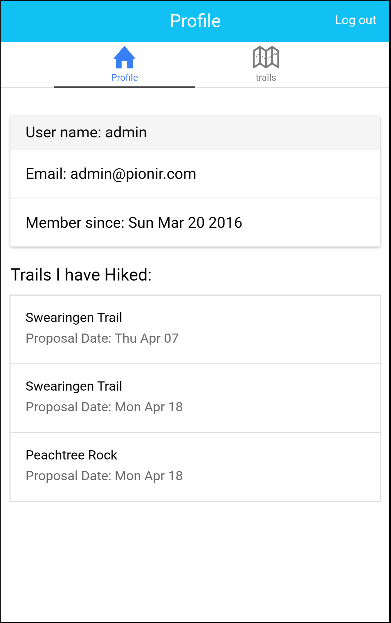 Profile
Log out
Profile
trails
User name: admin
Email: admin@pionir.com
Member since: Sun Mar 20 2016
Trails I have Hiked:
Swearingen Trail
Proposal Date: Thu Apr 07
Swearingen Trail
Proposal Date: Mon Apr 18
Peachtree Rock
Proposal Date: Mon Apr 18